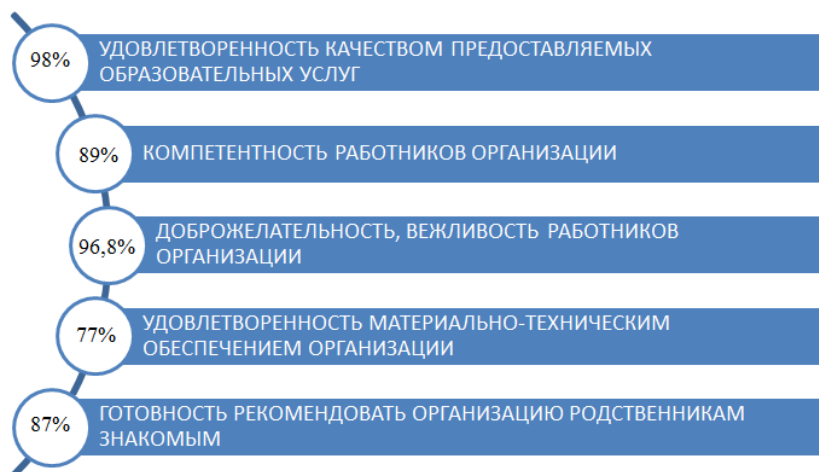 98%
УДОВЛЕТВОРЕННОСТЬ КАЧЕСТВОМ ПРЕДОСТАВЛЯЕМЫХ
ОБРАЗОВАТЕЛЬНЫХ УСЛУГ
89%
КОМПЕТЕНТНОСТЬ РАБОТНИКОВ ОРГАНИЗАЦИИ
96,8%
ДОБРОЖЕЛАТЕЛЬНОСТЬ, ВЕЖЛИВОСТЬ РАБОТНИКОВ
ОРГАНИЗАЦИИ
77%
УДОВЛЕТВОРЕННОСТЬ МАТЕРИАЛЬНО-ТЕХНИЧЕСКИМ
ОБЕСПЕЧЕНИЕМ ОРГАНИЗАЦИИ
87%
ГОТОВНОСТЬ РЕКОМЕНДОВАТЬ ОРГАНИЗАЦИЮ РОДСТВЕННИКАМ
ЗНАКОМЫМ